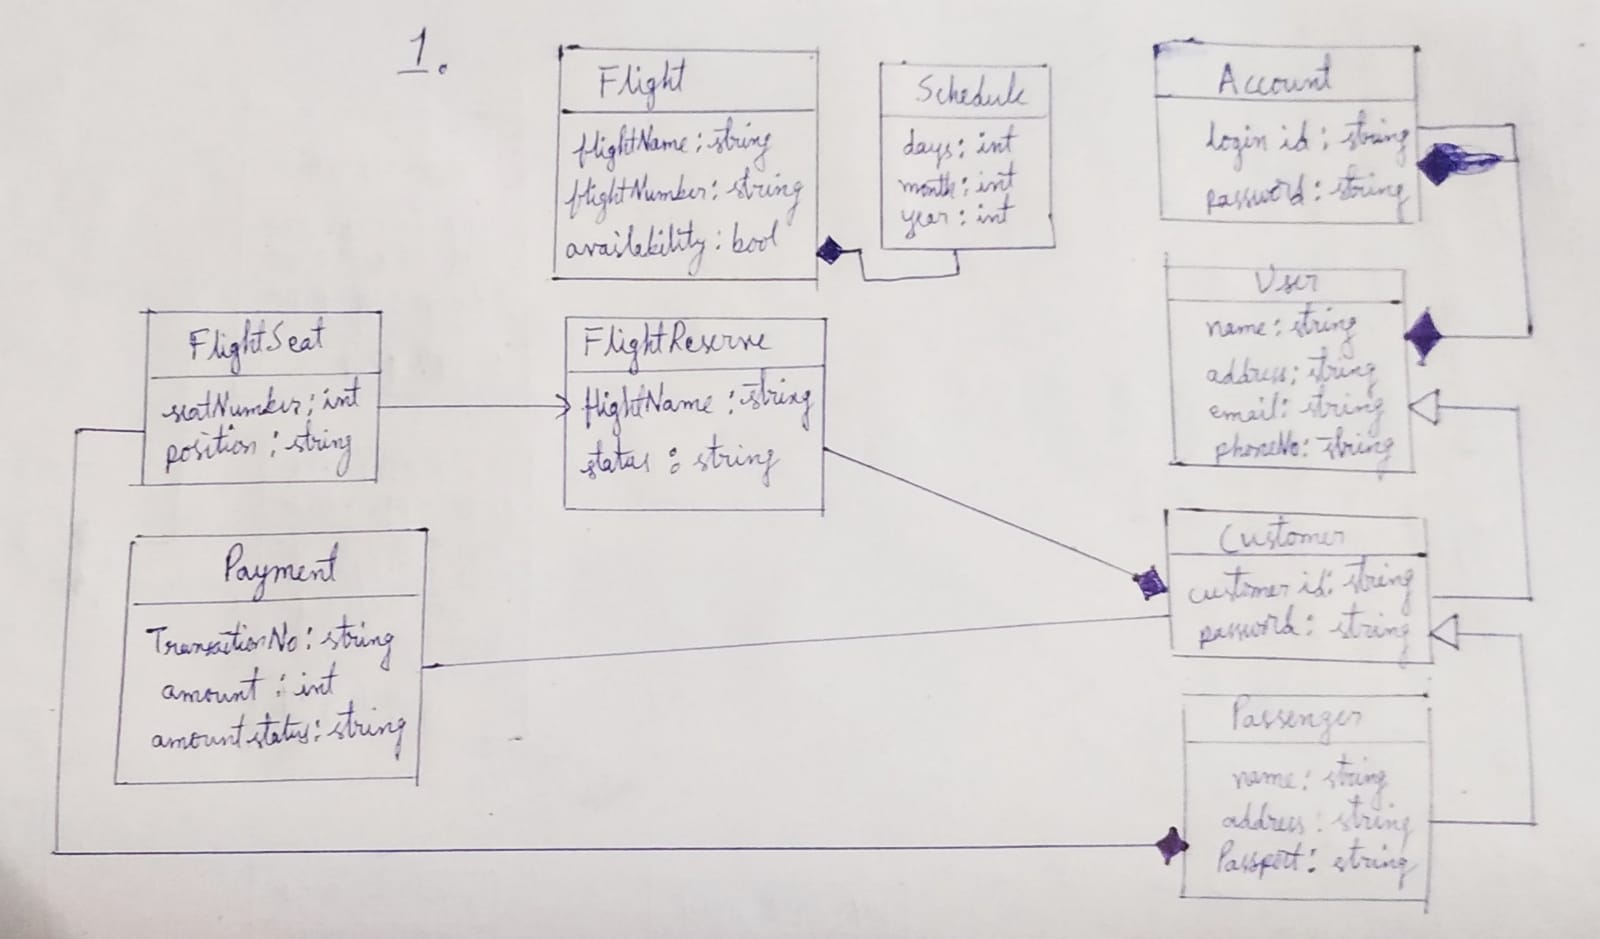 1.
Flight
flightName : string
flightNumber : string
availability : bool
Schedule
days : int
month : int
year : int
Account
login id : string
password : string
User
name : string
address : string
email : string
phoneNo : string
FlightSeat
seatNumber : int
position : string
FlightReserve
flightName : string
status : string
Customer
customer id : string
password : string
Payment
TransactionNo : string
amount : int
amount status : string
Passenger
name : string
address : string
Passport : string